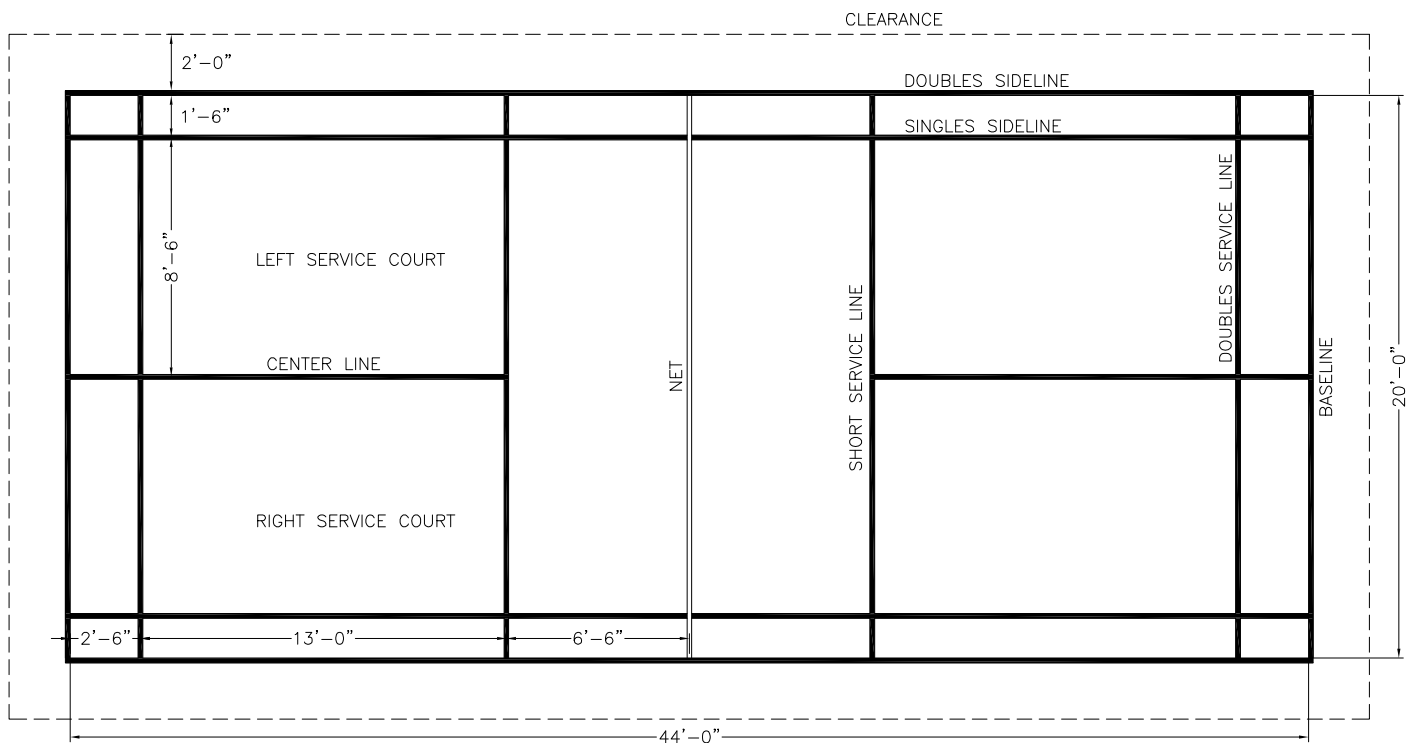 CLEARANCE
2'-0"
DOUBLES SIDELINE
1'-6"
SINGLES SIDELINE
8'-6"
LEFT SERVICE COURT
DOUBLES SERVICE LINE
SHORT SERVICE LINE
CENTER LINE
NET
BASELINE
20'-0"
RIGHT SERVICE COURT
2'-6"
13'-0"
6'-6"
44'-0"